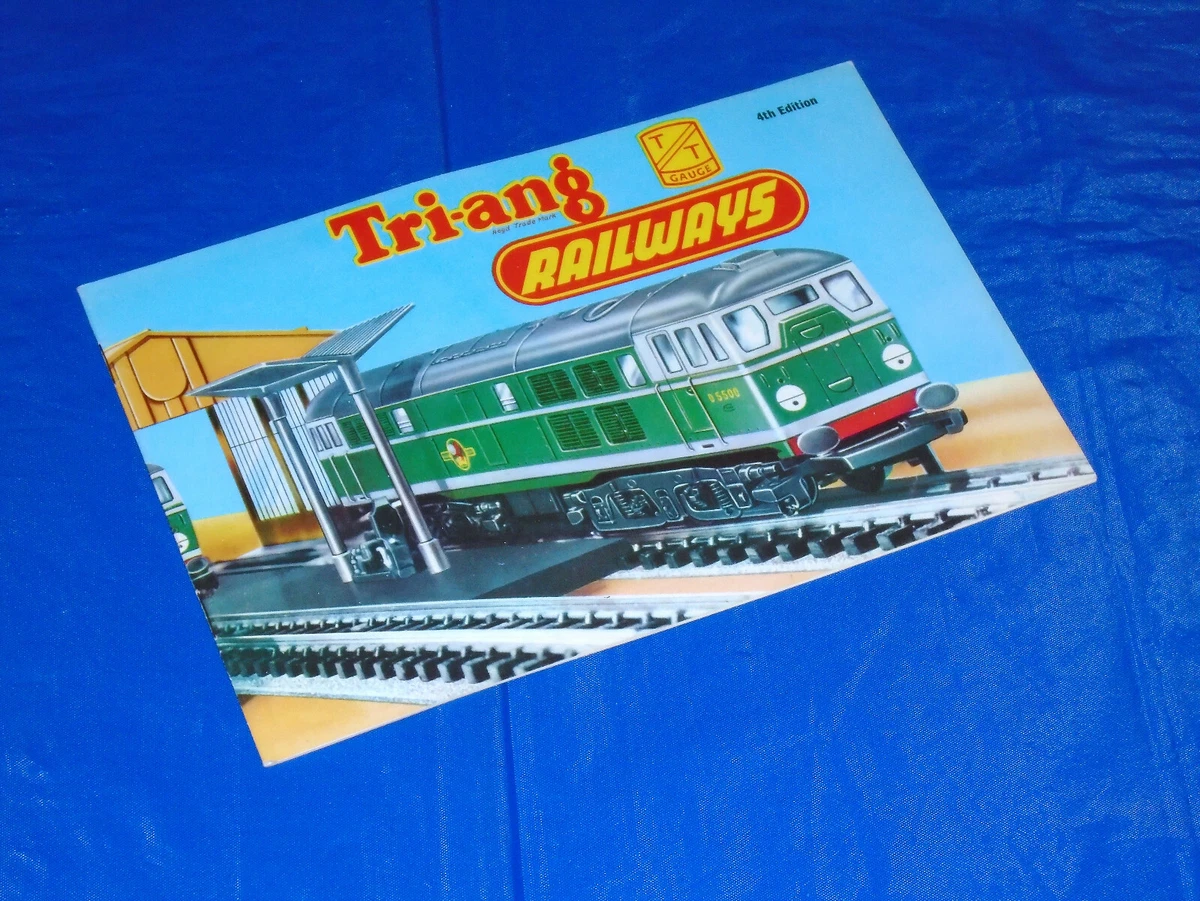 4th Edition
T T
GAUGE
Tri-ang
Regd Trade Mark
RAILWAYS
D5500